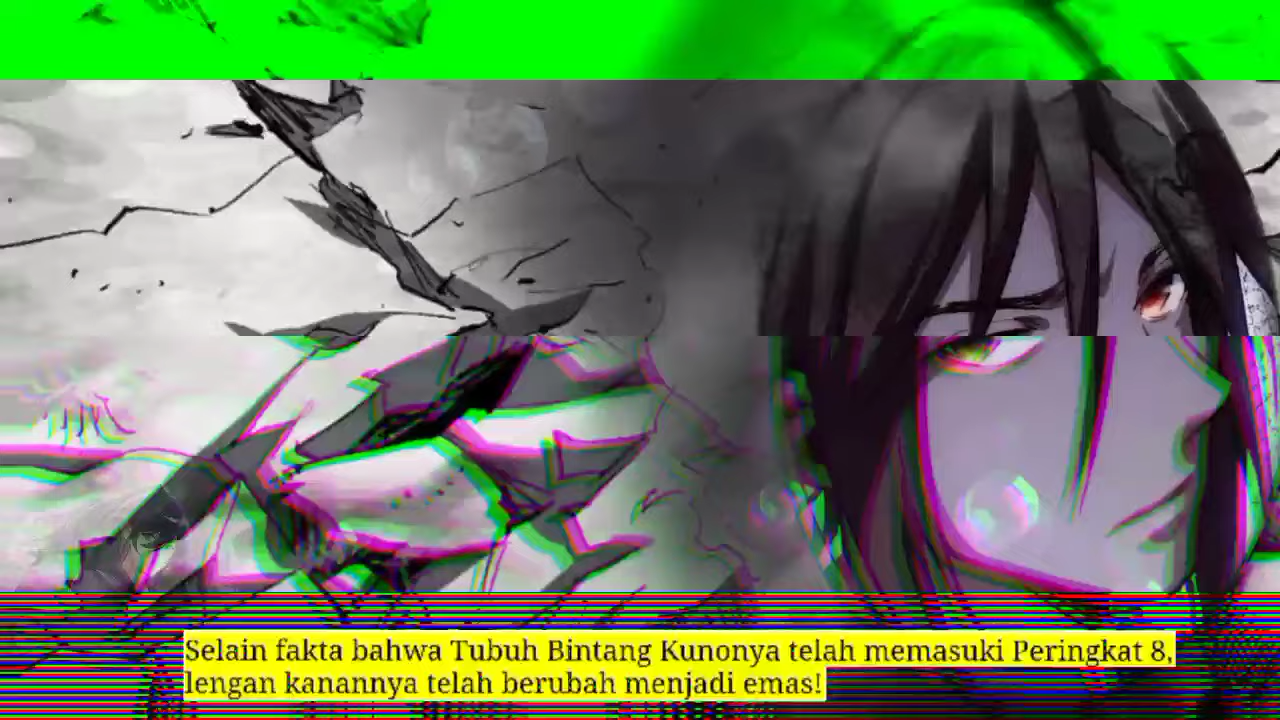 Selain fakta bahwa Tubuh Bintang Kunonya telah memasuki Peringkat 8,
lengan kanannya telah berubah menjadi emas!